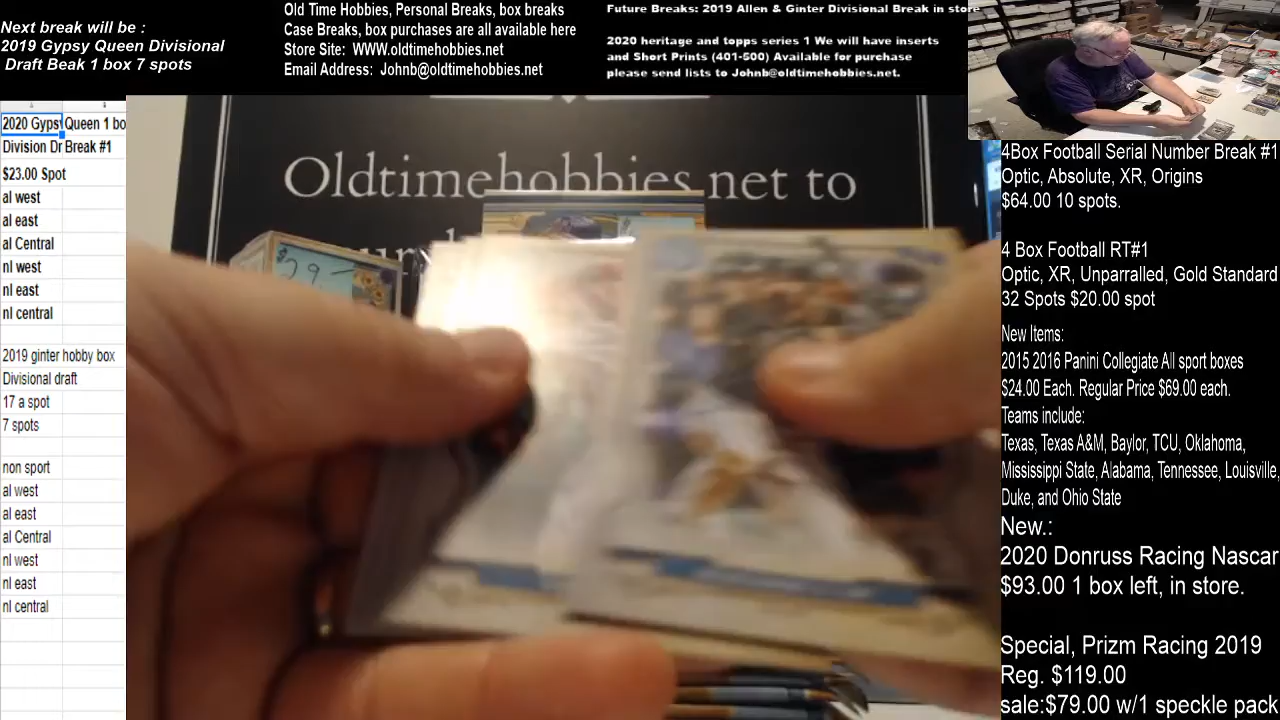 Next break will be :
2019 Gypsy Queen Divisional
Draft Beak 1 box 7 spots
Old Time Hobbies, Personal Breaks, box breaks
Case Breaks, box purchases are all available here
Store Site: WWW.oldtimehobbies.net
Email Address: Johnb@oldtimehobbies.net
Future Breaks: 2019 Allen & Ginter Divisional Break in store
2020 heritage and topps series 1 We will have inserts
and Short Prints (401-500) Available for purchase
please send lists to Johnb@oldtimehobbies.net.
2020 Gyps Queen 1 bo
Division Dr Break #1
$23.00 Spot
al west
al east
al Central
nl west
nl east
nl central
2019 ginter hobby box
Divisional draft
17 a spot
7 spots
non sport
al west
al east
al Central
nl west
nl east
nl central
Oldtimehobbies.net to
4Box Football Serial Number Break #1
Optic, Absolute, XR, Origins
$64.00 10 spots.
4 Box Football RT#1
Optic, XR, Unparralled, Gold Standard
32 Spots $20.00 spot
New Items:
2015 2016 Panini Collegiate All sport boxes
$24.00 Each. Regular Price $69.00 each.
Teams include:
Texas, Texas A&M, Baylor, TCU, Oklahoma,
Mississippi State, Alabama, Tennessee, Louisville,
Duke, and Ohio State
New.:
2020 Donruss Racing Nascar
$93.00 1 box left, in store.
Special, Prizm Racing 2019
Reg. $119.00
sale:$79.00 w/1 speckle pack